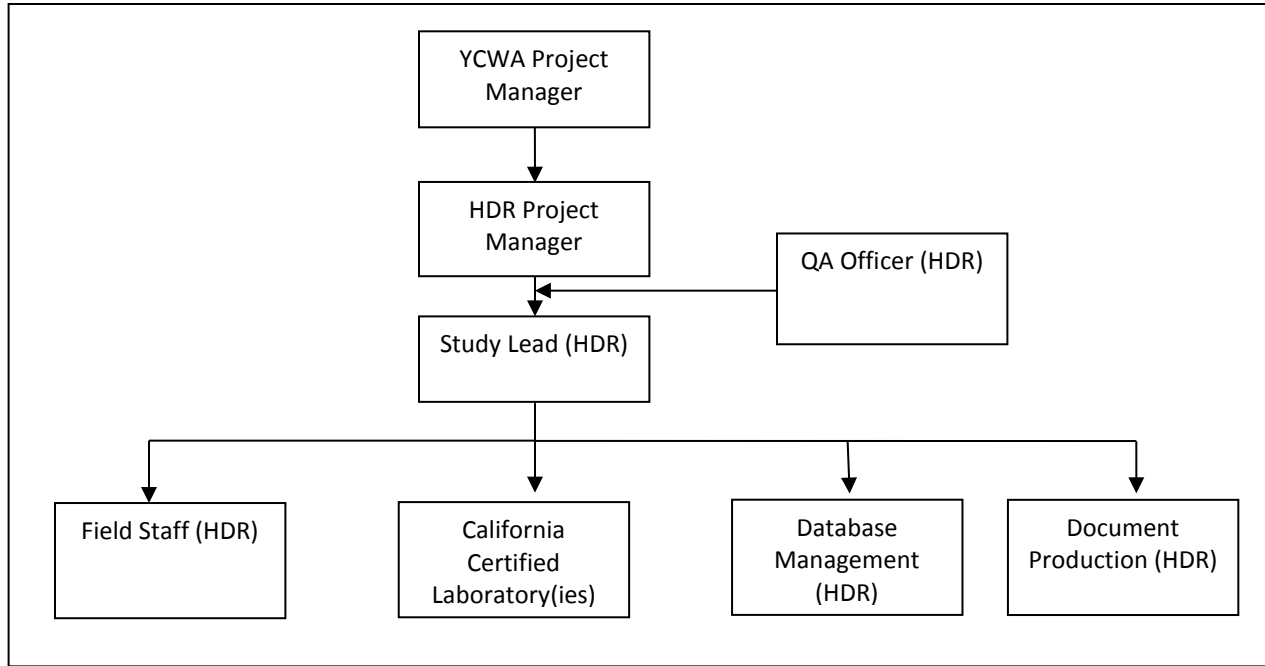 YCWA Project
Manager
HDR Project
Manager
QA Officer (HDR)
Study Lead (HDR)
Field Staff (HDR)
California
Certified
Laboratory(ies)
Database
Management
(HDR)
Document
Production (HDR)